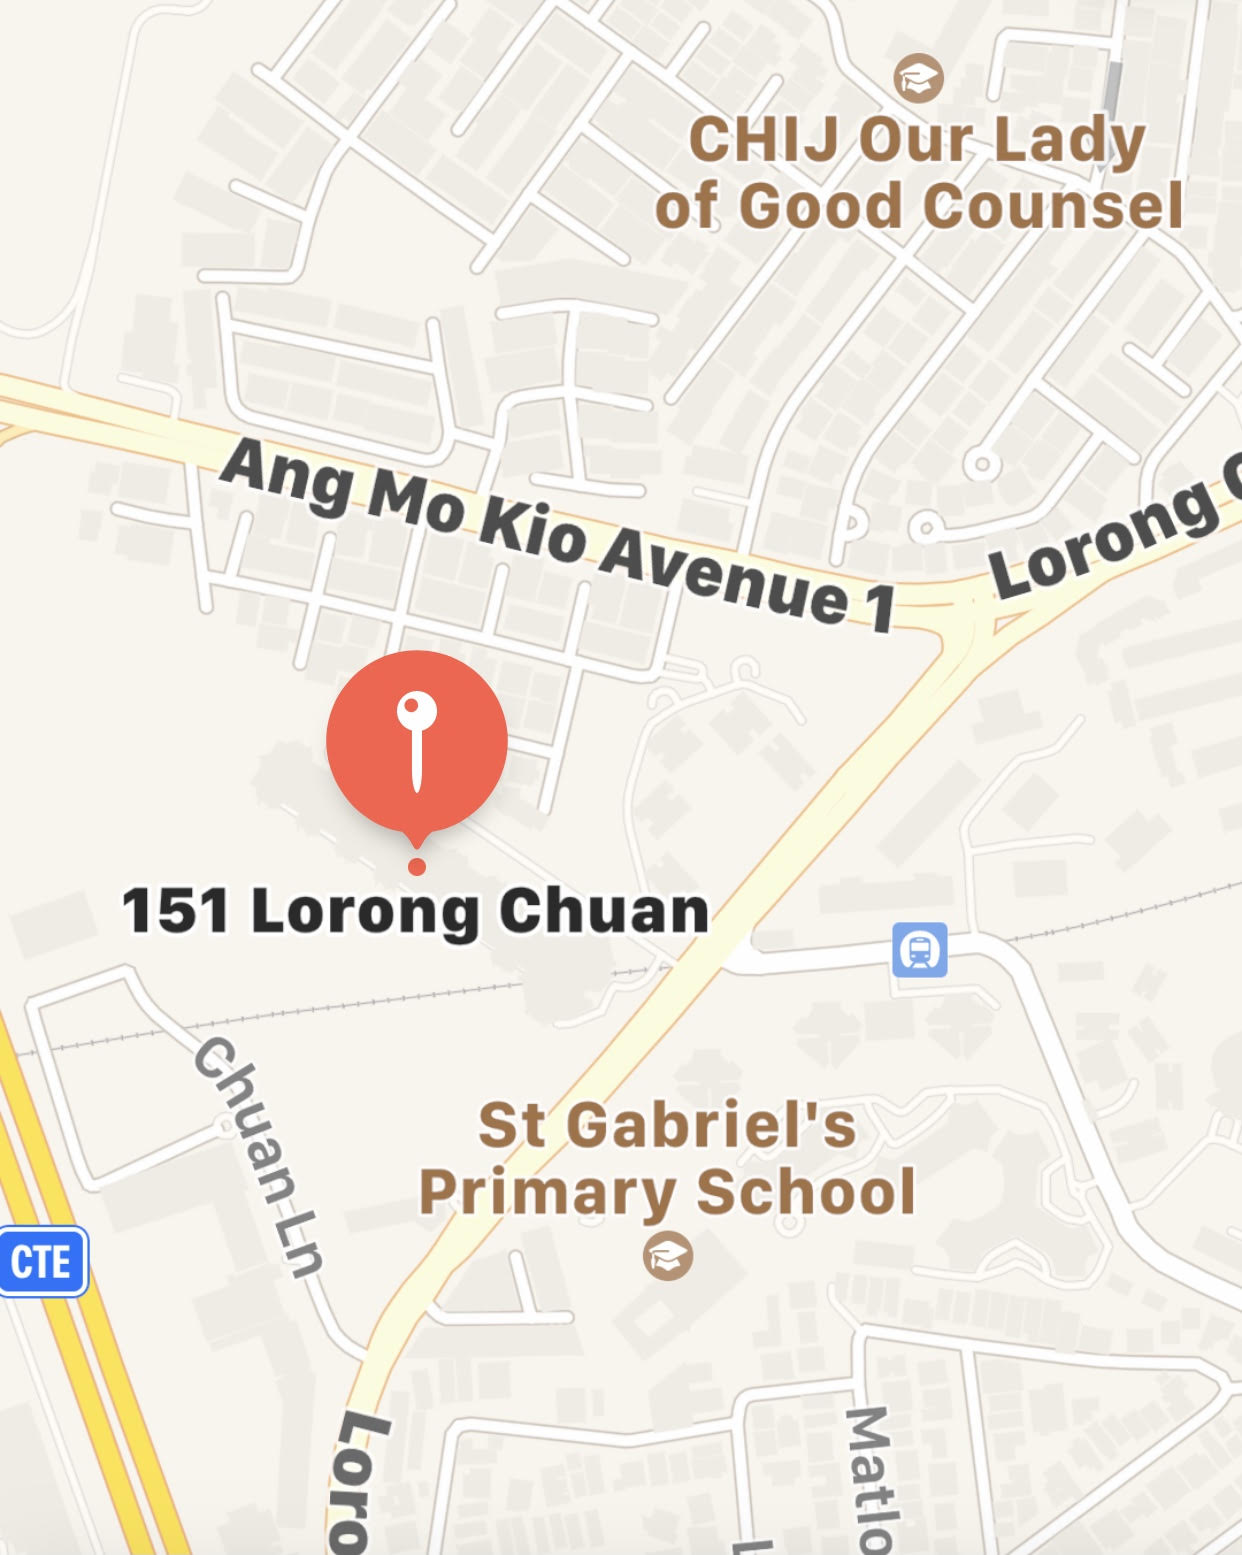 CHIJ Our Lady
of Good Counsel
Ang Mo Kio Avenue 1
Lorong
151 Lorong Chuan
Chuan Ln
St Gabriel's
Primary School
CTE